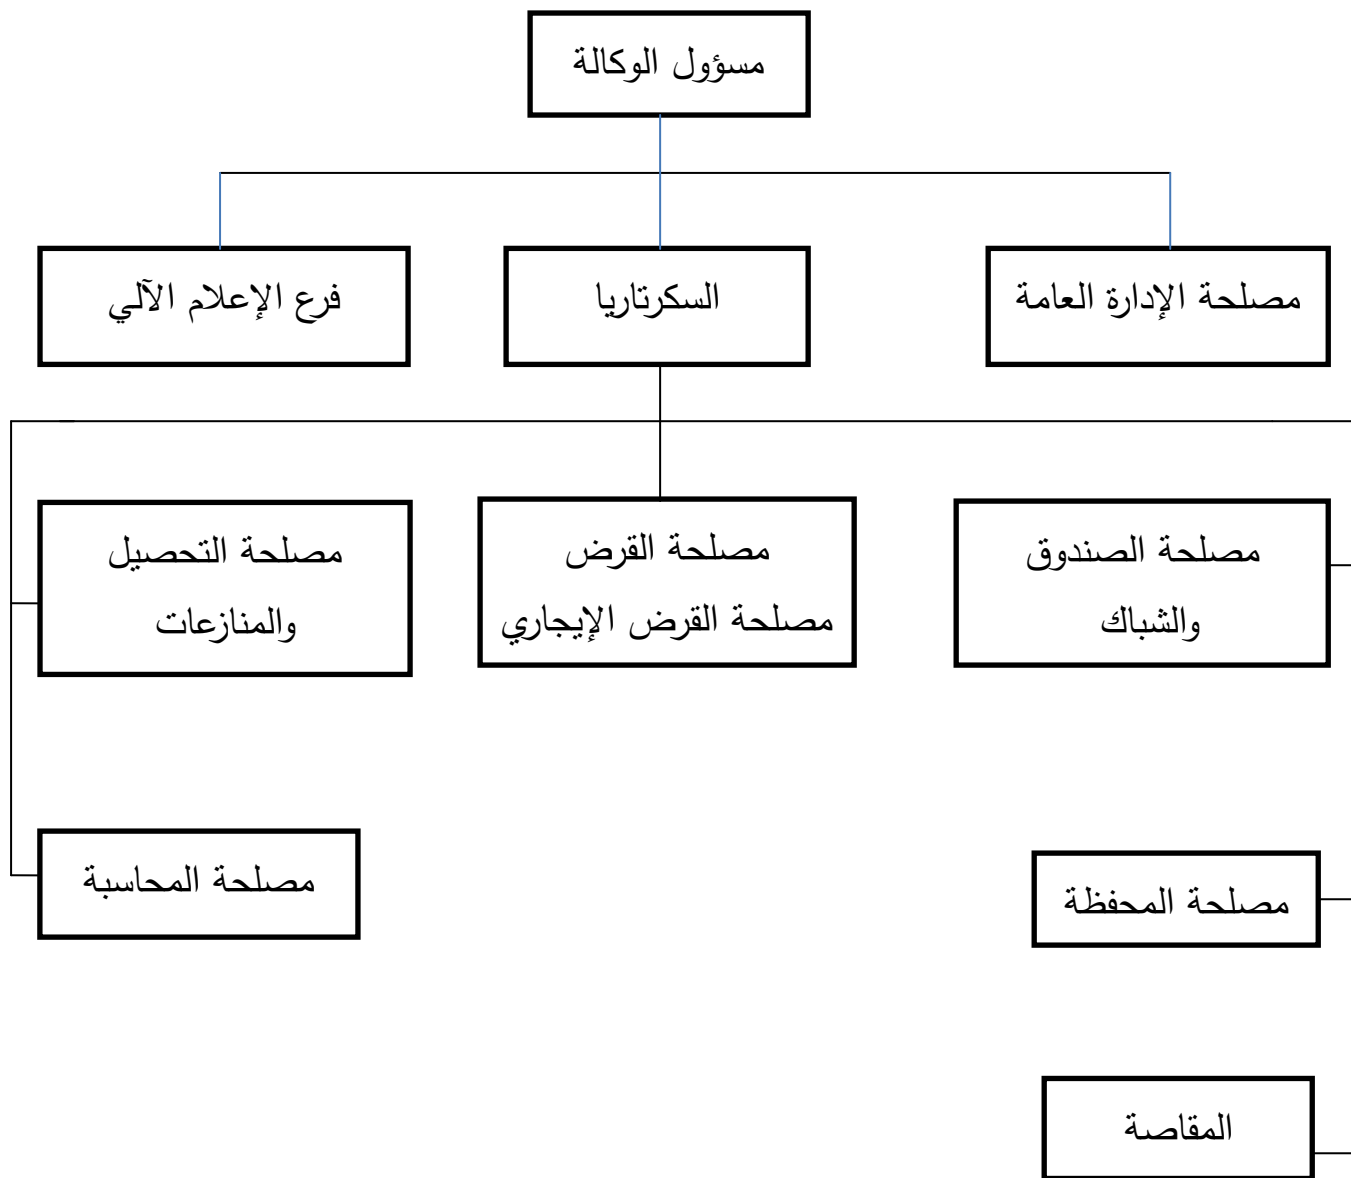 مسؤول الوكالة
مصلحة الإدارة العامة
السكرتاريا
فرع الإعلام الآلي
مصلحة الصندوق
والشباك
مصلحة القرض
مصلحة القرض الإيجاري
مصلحة التحصيل
والمنازعات
مصلحة المحفظة
مصلحة المحاسبة
المقاصة